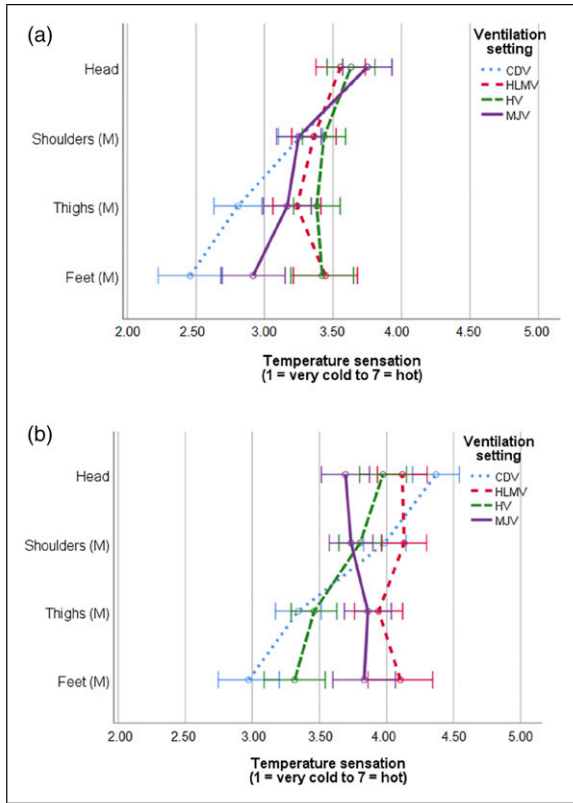 (a)
Ventilation
setting
CDV
HLMV
HV
MJV
Head
Shoulders (M)
Thighs (M)
Feet (M)
2.00 2.50 3.00 3.50 4.00 4.50 5.00
Temperature sensation
(1 = very cold to 7 = hot)
(b)
Ventilation
setting
CDV
HLMV
HV
MJV
Head
Shoulders (M)
Thighs (M)
Feet (M)
2.00 2.50 3.00 3.50 4.00 4.50 5.00
Temperature sensation
(1 = very cold to 7 = hot)